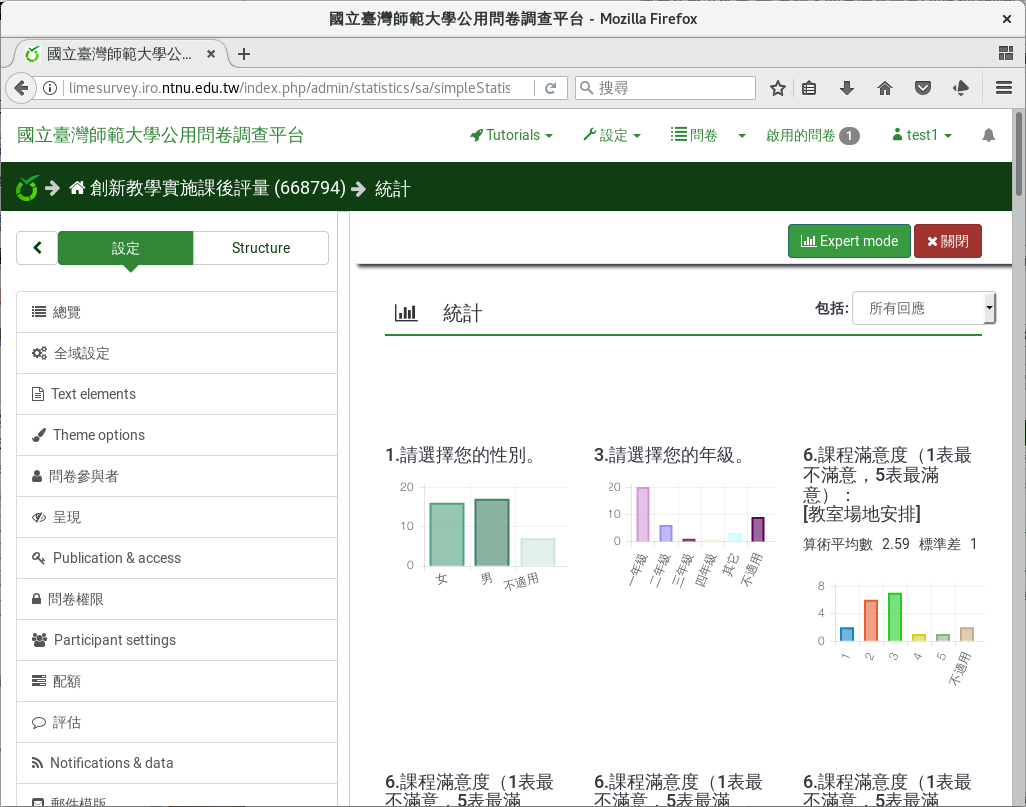 國立臺灣師範大學公用問卷調查平台 - Mozilla Firefox
國立臺灣師範大學公...
limesurvey.iro.ntnu.edu.tw/index.php/admin/statistics/sa/simpleStatis
搜尋
國立臺灣師範大學公用問卷調查平台 Tutorials 設定 問卷 啟用的問卷 1 test1
創新教學實施課後評量 (668794) 統計
設定 Structure
Expert mode 關閉
總覽
全域設定
Text elements
Theme options
問卷參與者
呈現
Publication & access
問卷權限
Participant settings
配額
評估
Notifications & data
郵件模版
統計
包括: 所有回應
1.請選擇您的性別。
20
10
0
女 男 不適用
3.請選擇您的年級。
20
10
0
一年級 二年級 三年級 四年級 其它 不適用
6.課程滿意度（1表最
不滿意，5表最滿
意）：
[教室場地安排]
算術平均數 2.59 標準差 1
8
4
0
1 2 3 4 5 不適用
6.課程滿意度（1表最
不滿意，5表最滿
6.課程滿意度（1表最
不滿意，5表最滿
6.課程滿意度（1表最
不滿意，5表最滿